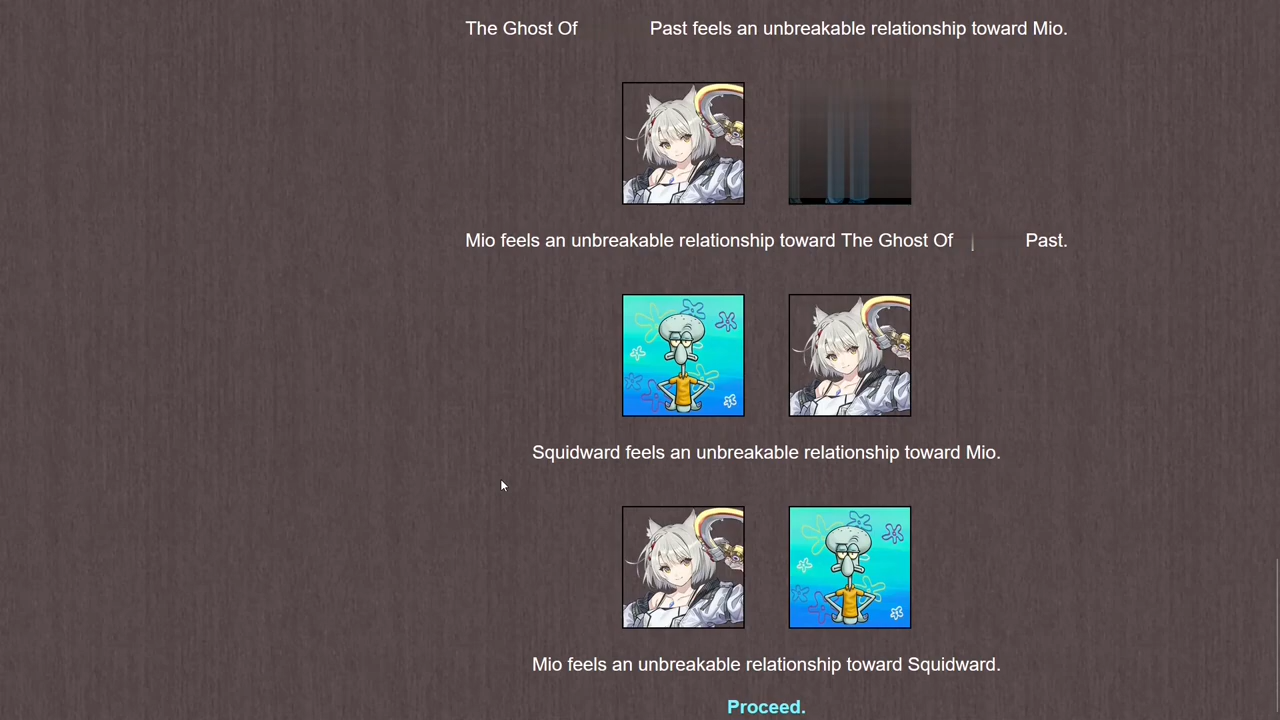 The Ghost Of Past feels an unbreakable relationship toward Mio.
Mio feels an unbreakable relationship toward The Ghost Of Past.
Squidward feels an unbreakable relationship toward Mio.
Mio feels an unbreakable relationship toward Squidward.
Proceed.